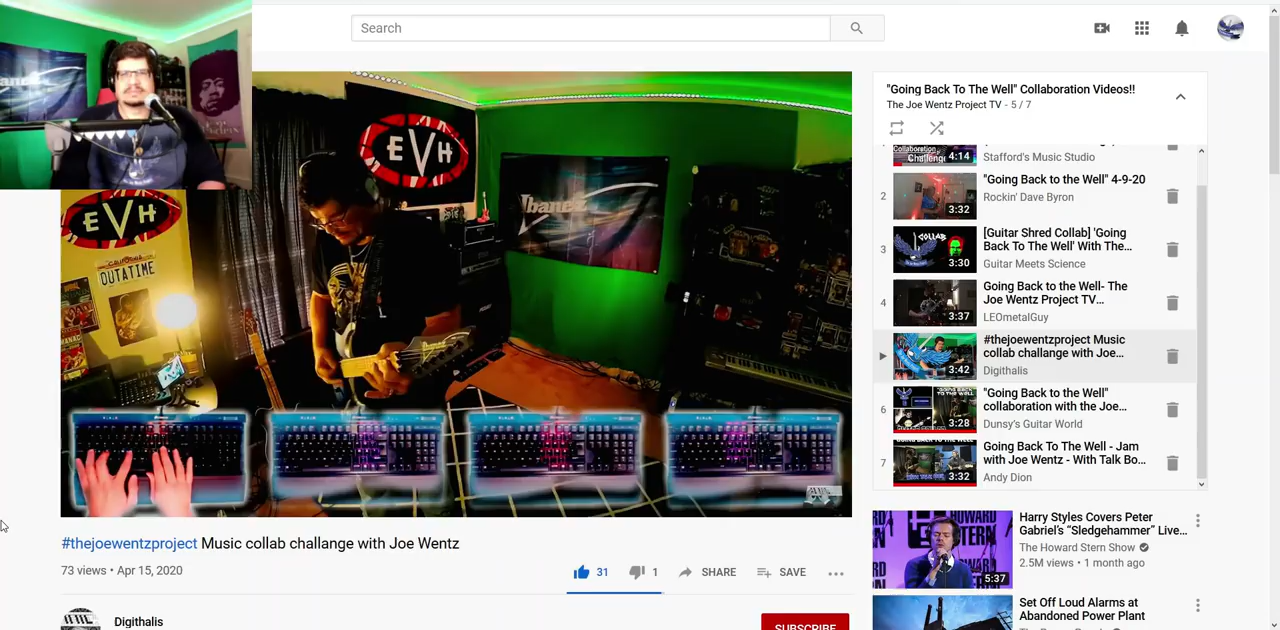 Search
EVH
EVH
Ibanez
CALIFORNIA
OUTATIME
#thejoewentzproject Music collab challange with Joe Wentz
73 views • Apr 15, 2020
31
1
SHARE
SAVE
Digithalis
SUBSCRIBE
"Going Back To The Well" Collaboration Videos!!
The Joe Wentz Project TV - 5 / 7
Collaboration
Challenge
4:14
Stafford's Music Studio
2
3:32
"Going Back to the Well" 4-9-20
Rockin' Dave Byron
3
COLLAB
3:30
[Guitar Shred Collab] 'Going
Back To The Well' With The...
Guitar Meets Science
4
3:37
Going Back to the Well- The
Joe Wentz Project TV...
LEOmetalGuy
3:42
#thejoewentzproject Music
collab challange with Joe...
Digithalis
6
3:28
"Going Back to the Well"
collaboration with the Joe...
Dunsy's Guitar World
7
3:32
Going Back To The Well - Jam
with Joe Wentz - With Talk Bo...
Andy Dion
HOWARD
STERN
5:37
Harry Styles Covers Peter
Gabriel's “Sledgehammer” Live...
The Howard Stern Show
2.5M views • 1 month ago
Set Off Loud Alarms at
Abandoned Power Plant